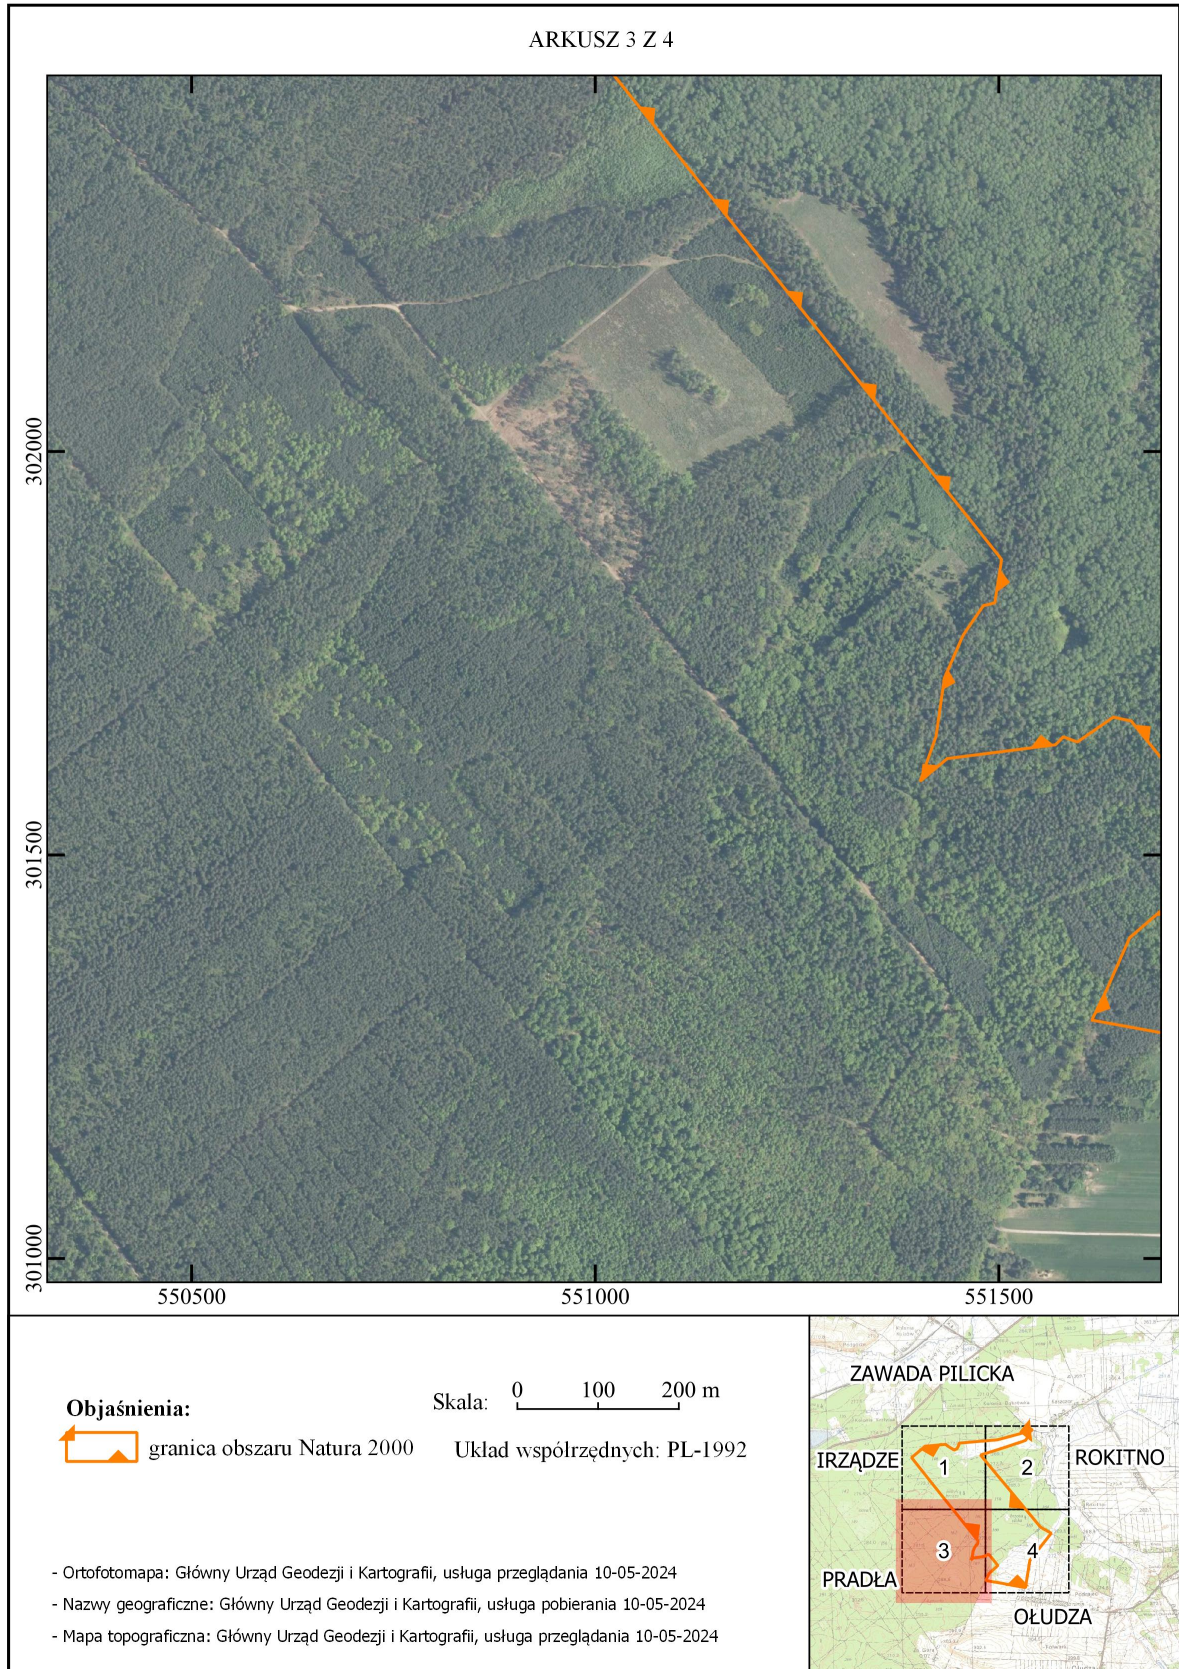 ARKUSZ 3 Z 4
302000
301500
301000
550500
551000
551500
Objaśnienia:
granica obszaru Natura 2000
Skala:
0 100 200 m
Układ współrzędnych: PL-1992
- Ortofotomapa: Główny Urząd Geodezji i Kartografii, usługa przeglądania 10-05-2024
- Nazwy geograficzne: Główny Urząd Geodezji i Kartografii, usługa pobierania 10-05-2024
- Mapa topograficzna: Główny Urząd Geodezji i Kartografii, usługa przeglądania 10-05-2024
ZAWADA PILICKA
IRZĄDZE
ROKITNO
1
2
3
4
PRADŁA
OŁUDZA